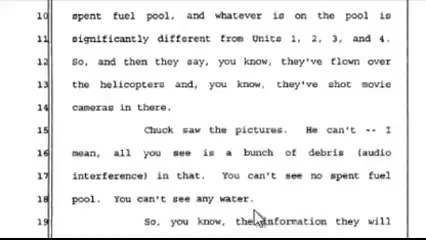 10 spent fuel pool, and whatever is on the pool is
11 significantly different from Units 1, 2, 3, and 4.
12 So, and then they say, you know, they've flown over
13 the helicopters and, you know, they've shot movie
14 cameras in there.
15 Chuck saw the pictures. He can't -- I
16 mean, all you see is a bunch of debris (audio
17 interference) in that. You can't see no spent fuel
18 pool. You can't see any water.
19 So, you know, the information they will